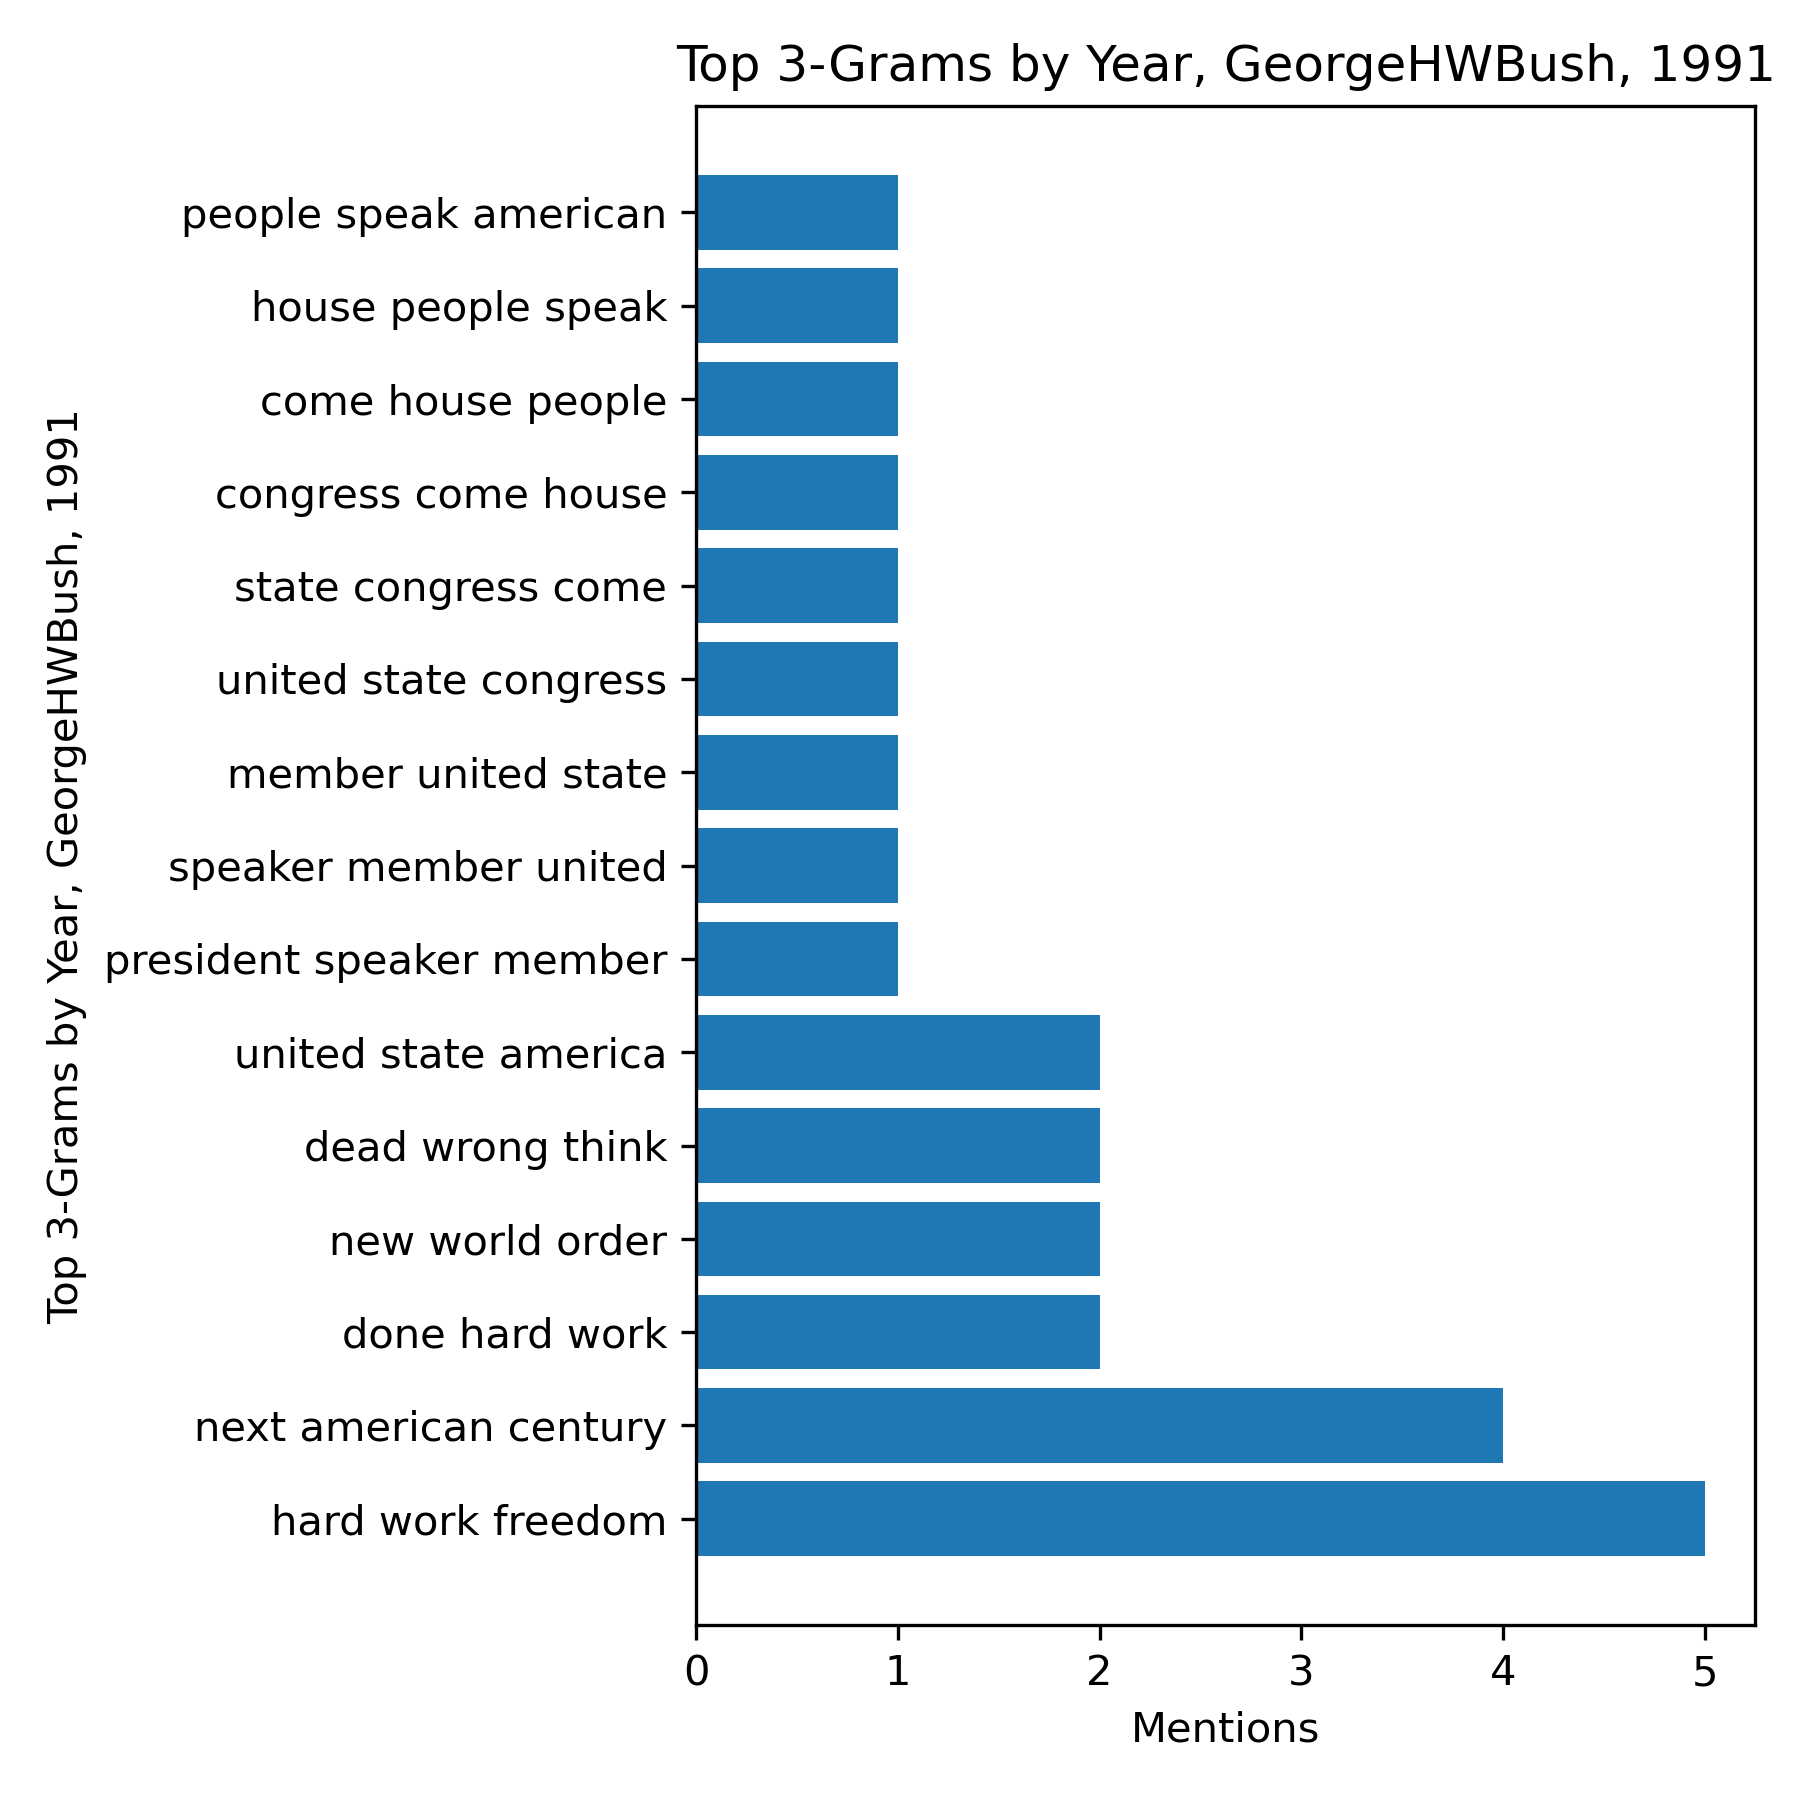 Top 3-Grams by Year, GeorgeHWBush, 1991
Top 3-Grams by Year, GeorgeHWBush, 1991
people speak american
house people speak
come house people
congress come house
state congress come
united state congress
member united state
speaker member united
president speaker member
united state america
dead wrong think
new world order
done hard work
next american century
hard work freedom
0 1 2 3 4 5
Mentions